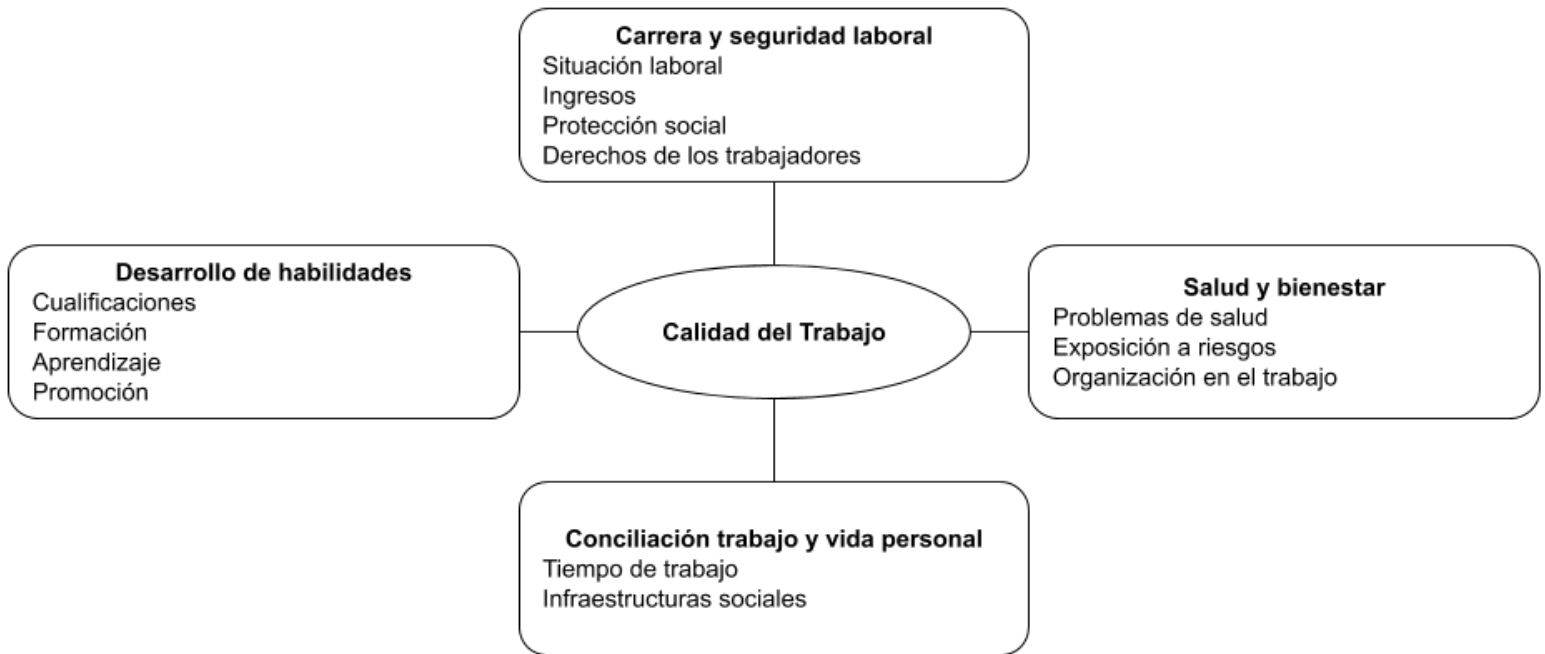 Carrera y seguridad laboral
Situación laboral
Ingresos
Protección social
Derechos de los trabajadores
Desarrollo de habilidades
Cualificaciones
Formación
Aprendizaje
Promoción
Calidad del Trabajo
Salud y bienestar
Problemas de salud
Exposición a riesgos
Organización en el trabajo
Conciliación trabajo y vida personal
Tiempo de trabajo
Infraestructuras sociales